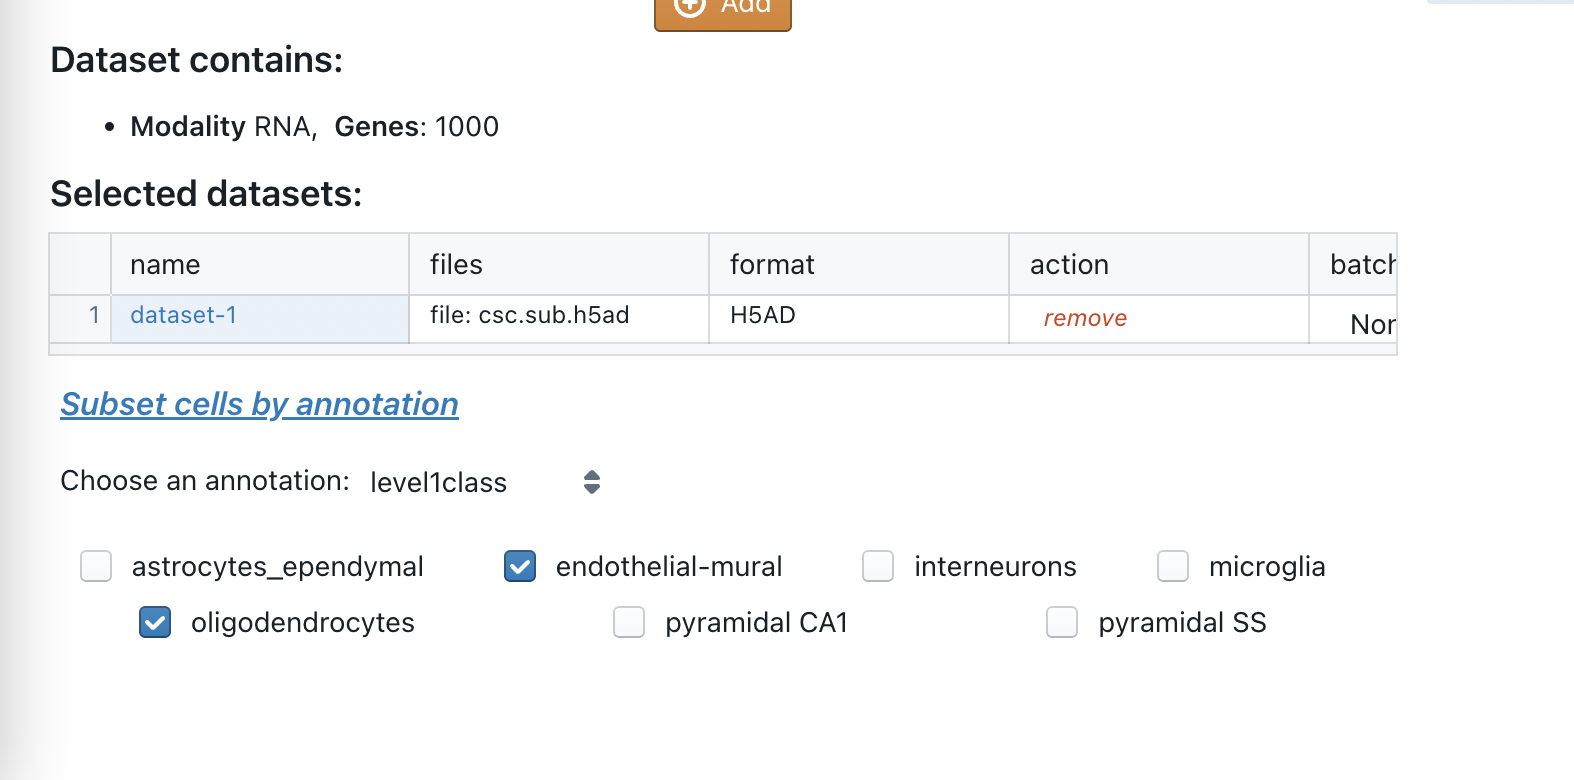 Add
Dataset contains:
• Modality RNA, Genes: 1000
Selected datasets:
name files format action batch
1 dataset-1 file: csc.sub.h5ad H5AD remove
Subset cells by annotation
Choose an annotation: level1class
astrocytes_ependymal endothelial-mural interneurons microglia
oligodendrocytes pyramidal CA1 pyramidal SS